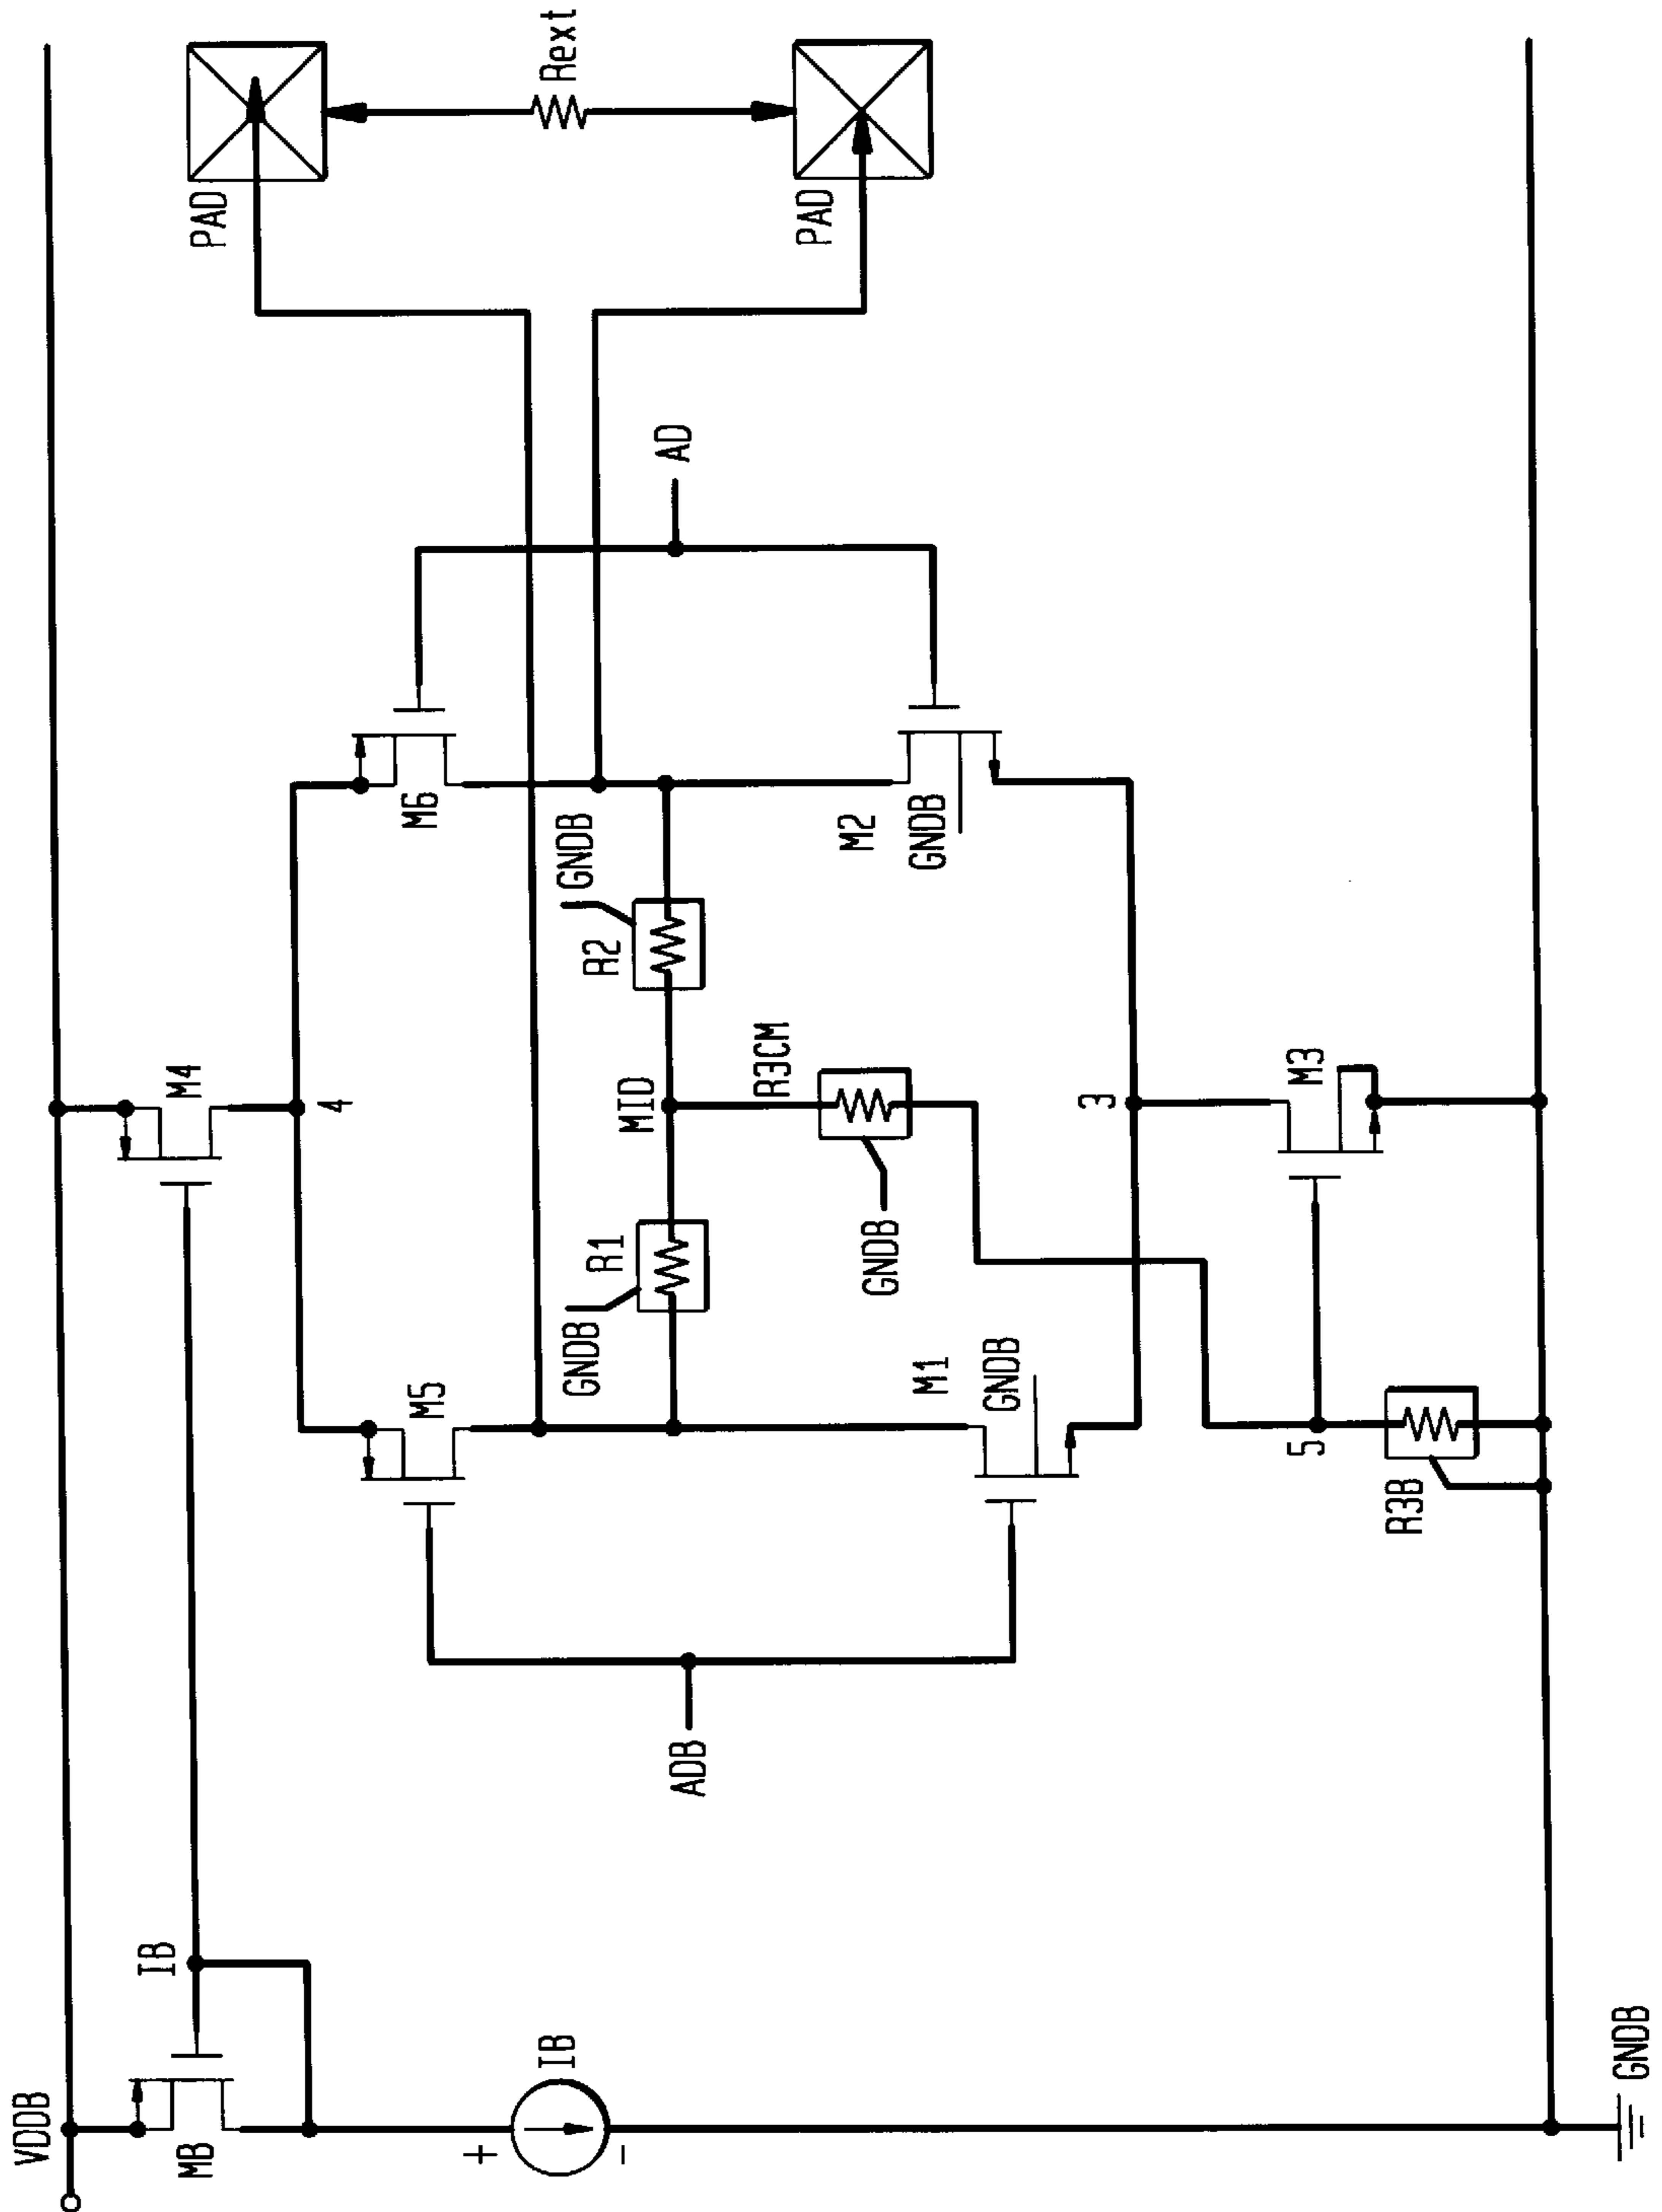 VDDB
MB
IB
+
IB
-
GNDB
M4
4
M5
M6
ADB
AD
GNDB
R1
MID
R2
GNDB
R3CM
GNDB
M1
GNDB
M2
GNDB
3
M3
5
R3B
PAD
Rext
PAD